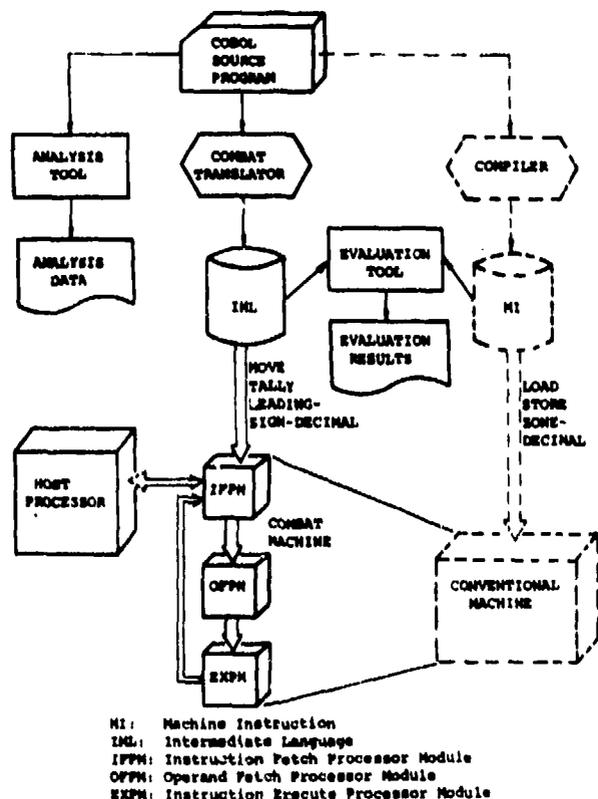 COBOL
SOURCE
PROGRAM
ANALYSIS
TOOL
COMBAT
TRANSLATOR
COMPILER
ANALYSIS
DATA
IML
EVALUATION
TOOL
MI
EVALUATION
RESULTS
MOVE
TALLY
LEADING-
SIGN-DECIMAL
LOAD
STORE
ZONE-
DECIMAL
HOST
PROCESSOR
IFPM
COMBAT
MACHINE
OFPM
CONVENTIONAL
MACHINE
EXPM
MI: Machine Instruction
IML: Intermediate Language
IFPM: Instruction Fetch Processor Module
OFPM: Operand Fetch Processor Module
EXPM: Instruction Execute Processor Module